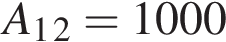 A₁₂ = 1000